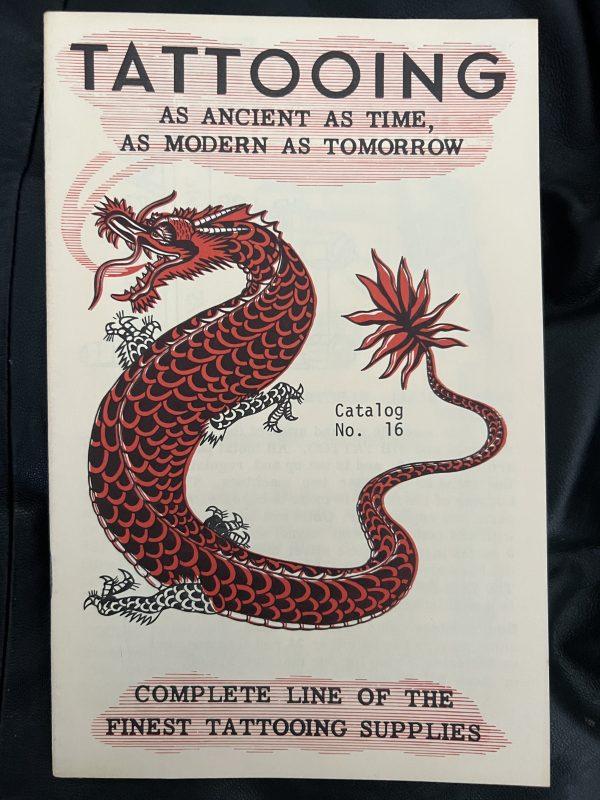 TATTOOING
AS ANCIENT AS TIME,
AS MODERN AS TOMORROW
Catalog
No. 16
COMPLETE LINE OF THE
FINEST TATTOOING SUPPLIES